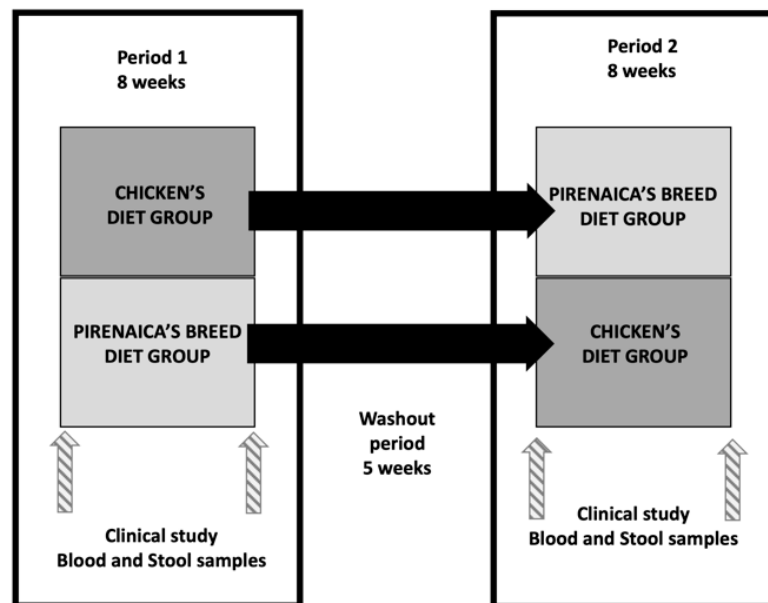 Period 1
8 weeks
CHICKEN'S
DIET GROUP
PIRENAICA'S BREED
DIET GROUP
Clinical study
Blood and Stool samples
Washout
period
5 weeks
Period 2
8 weeks
PIRENAICA'S BREED
DIET GROUP
CHICKEN'S
DIET GROUP
Clinical study
Blood and Stool samples